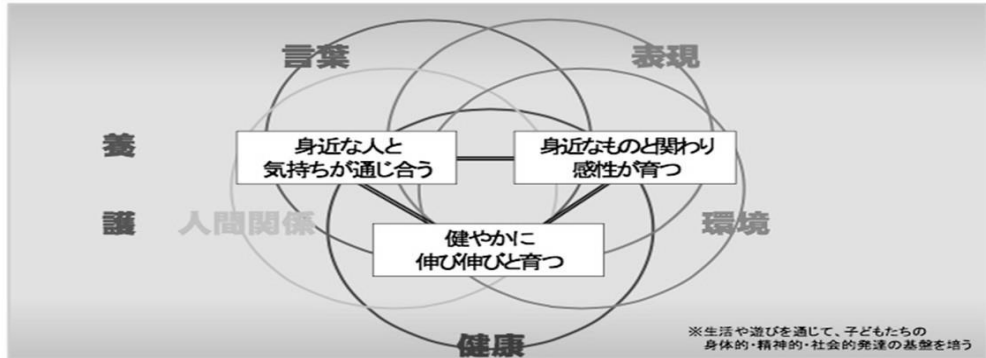 言葉
表現
養
身近な人と
気持ちが通じ合う
身近なものと関わり
感性が育つ
護
人間関係
環境
健やかに
伸び伸びと育つ
健康
※生活や遊びを通じて、子どもたちの
身体的・精神的・社会的発達の基盤を培う